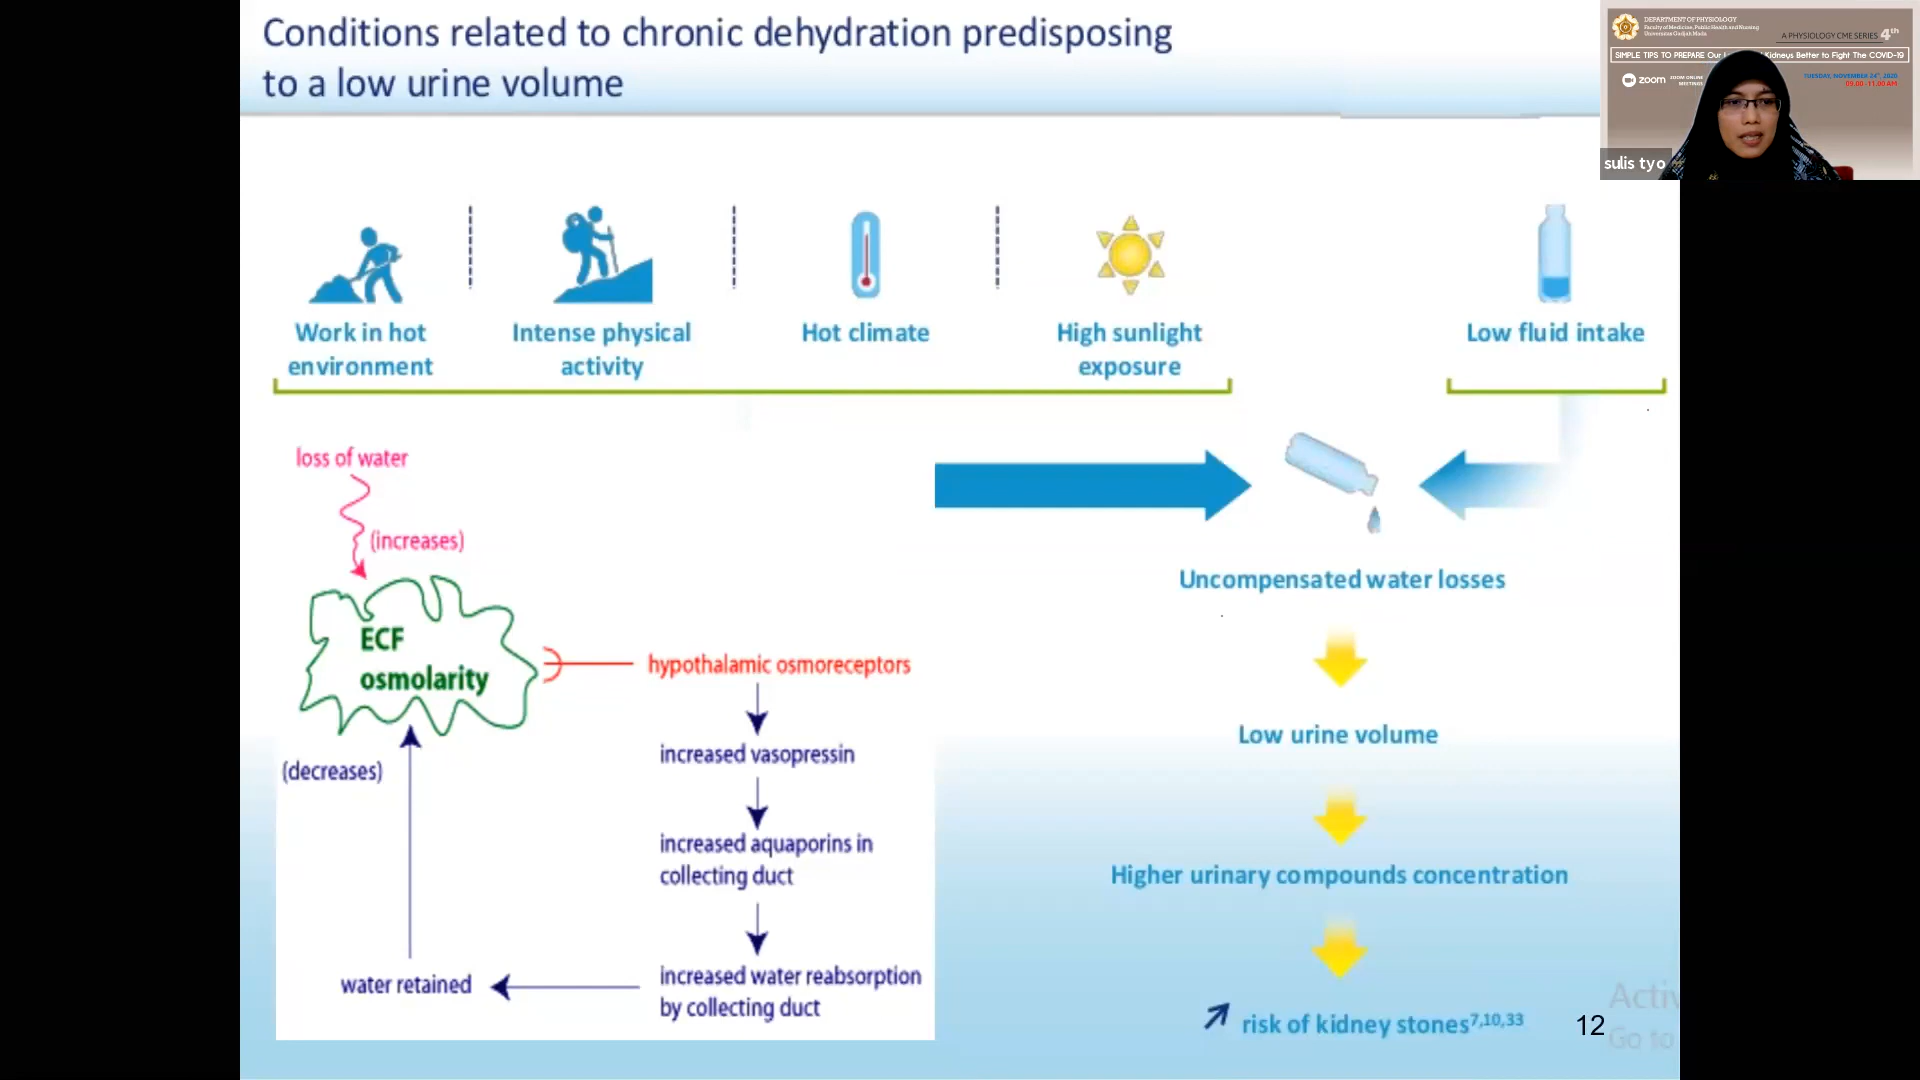 Conditions related to chronic dehydration predisposing
to a low urine volume
DEPARTMENT OF PHYSIOLOGY
Faculty of Medicine, Public Health and Nursing
Universitas Gadjah Mada
A PHYSIOLOGY CME SERIES 4th
SIMPLE TIPS TO PREPARE Our Kidneys Better to Fight The COVID-19
zoom ZOOM ONLINE
MEETINGS
TUESDAY, NOVEMBER 24th, 2020
09.00 -11.00 AM
sulis tyo
Work in hot
environment
Intense physical
activity
Hot climate
High sunlight
exposure
Low fluid intake
loss of water
(increases)
ECF
osmolarity
hypothalamic osmoreceptors
increased vasopressin
increased aquaporins in
collecting duct
increased water reabsorption
by collecting duct
water retained
(decreases)
Uncompensated water losses
Low urine volume
Higher urinary compounds concentration
risk of kidney stones7,10,33
12
Activ
Go to